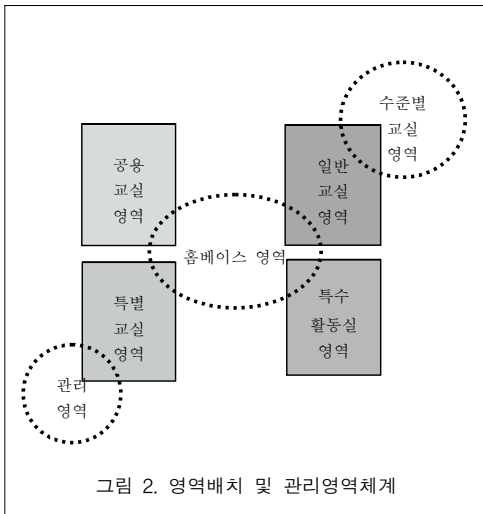 수준별
교실
영역
공용
교실
영역
일반
교실
영역
홈베이스 영역
특별
교실
영역
특수
활동실
영역
관리
영역
그림 2. 영역배치 및 관리영역체계